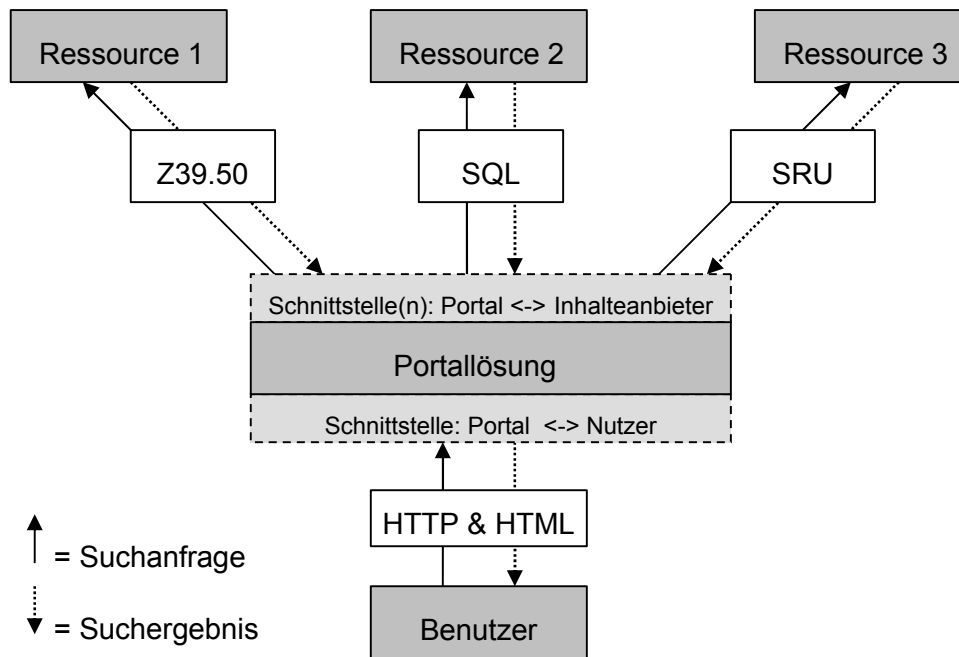 Ressource 1
Ressource 2
Ressource 3
Z39.50
SQL
SRU
Schnittstelle(n): Portal <-> Inhalteanbieter
Portallösung
Schnittstelle: Portal <-> Nutzer
HTTP & HTML
= Suchanfrage
= Suchergebnis
Benutzer